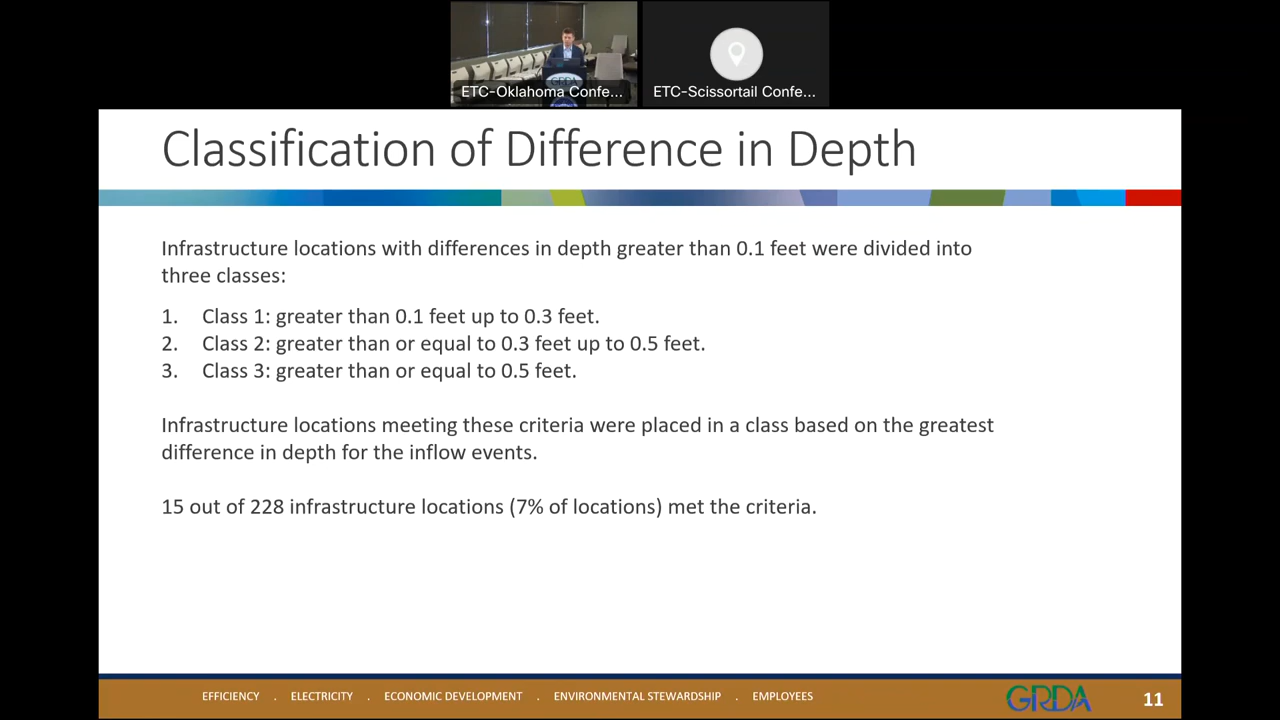 GRDA
ETC-Oklahoma Confe...
ETC-Scissortail Confe...
Classification of Difference in Depth
Infrastructure locations with differences in depth greater than 0.1 feet were divided into
three classes:
1. Class 1: greater than 0.1 feet up to 0.3 feet.
2. Class 2: greater than or equal to 0.3 feet up to 0.5 feet.
3. Class 3: greater than or equal to 0.5 feet.
Infrastructure locations meeting these criteria were placed in a class based on the greatest
difference in depth for the inflow events.
15 out of 228 infrastructure locations (7% of locations) met the criteria.
EFFICIENCY . ELECTRICITY . ECONOMIC DEVELOPMENT . ENVIRONMENTAL STEWARDSHIP . EMPLOYEES
GRDA
11